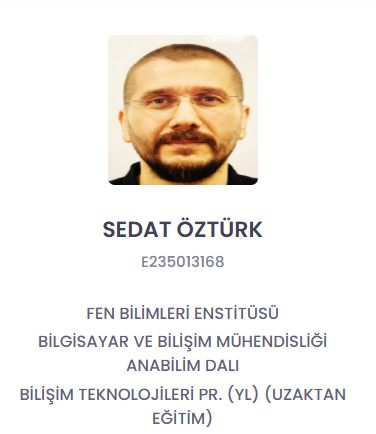 SEDAT ÖZTÜRK
E235013168
FEN BİLİMLERİ ENSTİTÜSÜ
BİLGİSAYAR VE BİLİŞİM MÜHENDİSLİĞİ
ANABİLİM DALI
BİLİŞİM TEKNOLOJİLERİ PR. (YL) (UZAKTAN
EĞİTİM)